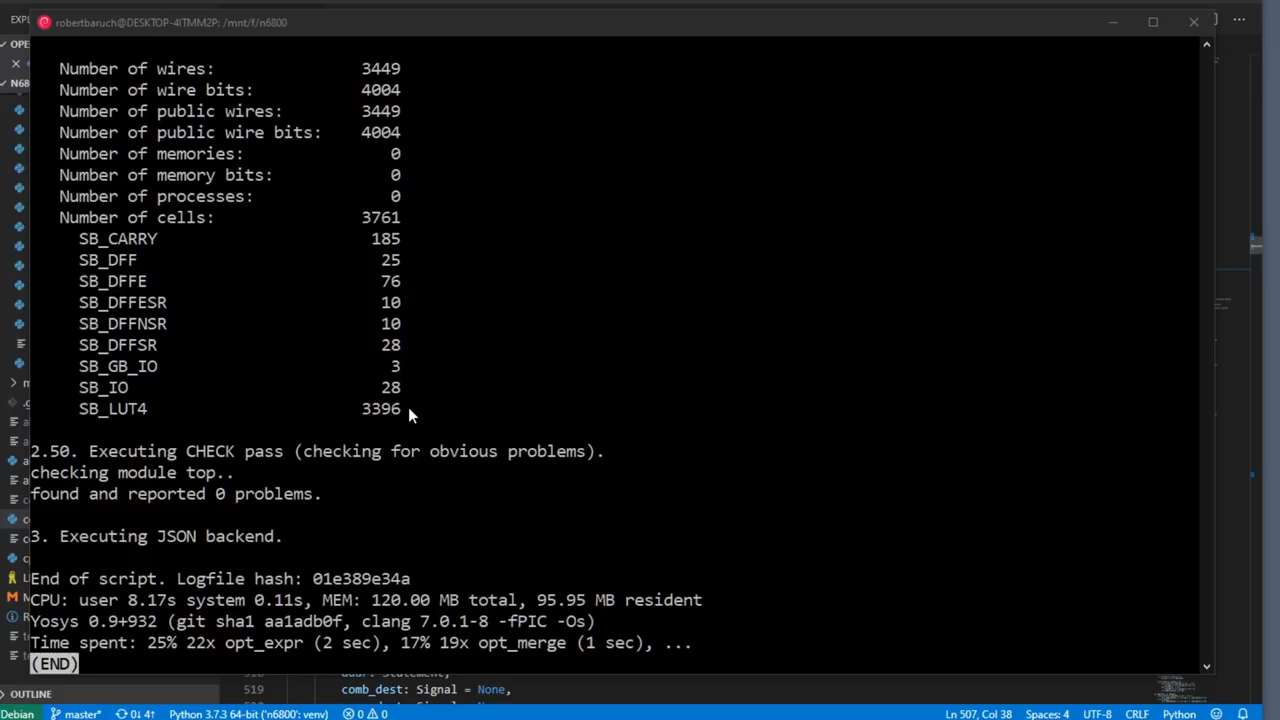 EXPL
robertbaruch@DESKTOP-4ITMM2P: /mnt/f/n6800
N68
Number of wires: 3449
Number of wire bits: 4004
Number of public wires: 3449
Number of public wire bits: 4004
Number of memories: 0
Number of memory bits: 0
Number of processes: 0
Number of cells: 3761
SB_CARRY 185
SB_DFF 25
SB_DFFE 76
SB_DFFESR 10
SB_DFFNSR 10
SB_DFFSR 28
SB_GB_IO 3
SB_IO 28
SB_LUT4 3396
2.50. Executing CHECK pass (checking for obvious problems).
checking module top..
found and reported 0 problems.
3. Executing JSON backend.
End of script. Logfile hash: 01e389e34a
CPU: user 8.17s system 0.11s, MEM: 120.00 MB total, 95.95 MB resident
Yosys 0.9+932 (git sha1 aa1adb0f, clang 7.0.1-8 -fPIC -Os)
Time spent: 25% 22x opt_expr (2 sec), 17% 19x opt_merge (1 sec), ...
(END)
OUTLINE
519 comb_dest: Signal = None,
Debian master* 0↓ 4↑ Python 3.7.3 64-bit ('n6800': venv) 0 0 Ln 507, Col 38 Spaces: 4 UTF-8 CRLF Python